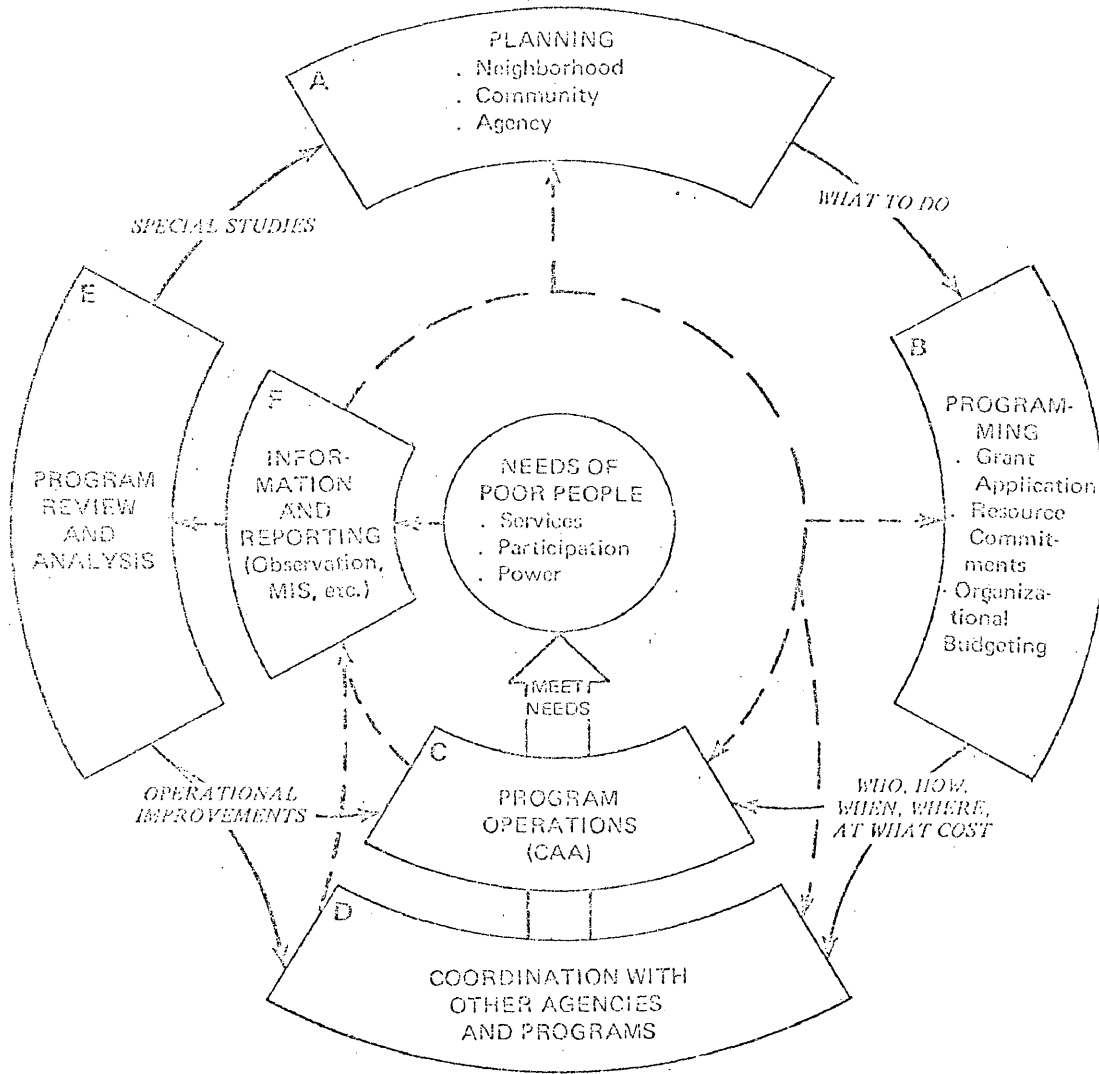 A
PLANNING
. Neighborhood
. Community
. Agency
SPECIAL STUDIES
WHAT TO DO
E
PROGRAM
REVIEW
AND
ANALYSIS
F
INFOR-
MATION
AND
REPORTING
(Observation,
MIS, etc.)
NEEDS OF
POOR PEOPLE
. Services
. Participation
. Power
B
PROGRAM-
MING
. Grant
Application
. Resource
Commit-
ments
. Organiza-
tional
Budgeting
MEET
NEEDS
C
PROGRAM
OPERATIONS
(CAA)
OPERATIONAL
IMPROVEMENTS
WHO, HOW,
WHEN, WHERE,
AT WHAT COST
D
COORDINATION WITH
OTHER AGENCIES
AND PROGRAMS